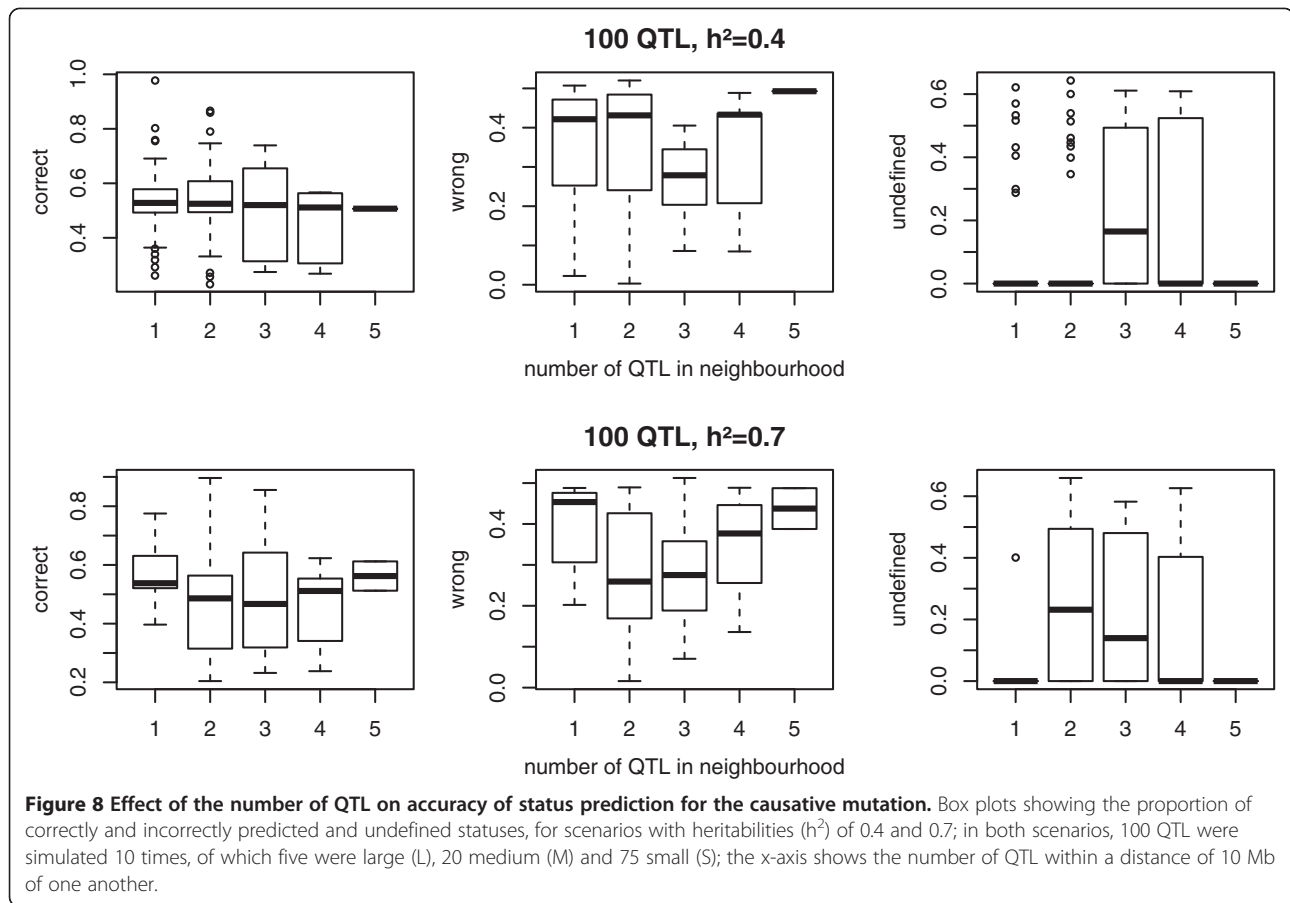 100 QTL, h²=0.4
correct
0.4 0.6 0.8 1.0
1 2 3 4 5
wrong
0.0 0.2 0.4
1 2 3 4 5
number of QTL in neighbourhood
undefined
0.0 0.2 0.4 0.6
1 2 3 4 5
100 QTL, h²=0.7
correct
0.2 0.4 0.6 0.8
1 2 3 4 5
wrong
0.0 0.2 0.4
1 2 3 4 5
number of QTL in neighbourhood
undefined
0.0 0.2 0.4 0.6
1 2 3 4 5
Figure 8 Effect of the number of QTL on accuracy of status prediction for the causative mutation. Box plots showing the proportion of
correctly and incorrectly predicted and undefined statuses, for scenarios with heritabilities (h²) of 0.4 and 0.7; in both scenarios, 100 QTL were
simulated 10 times, of which five were large (L), 20 medium (M) and 75 small (S); the x-axis shows the number of QTL within a distance of 10 Mb
of one another.